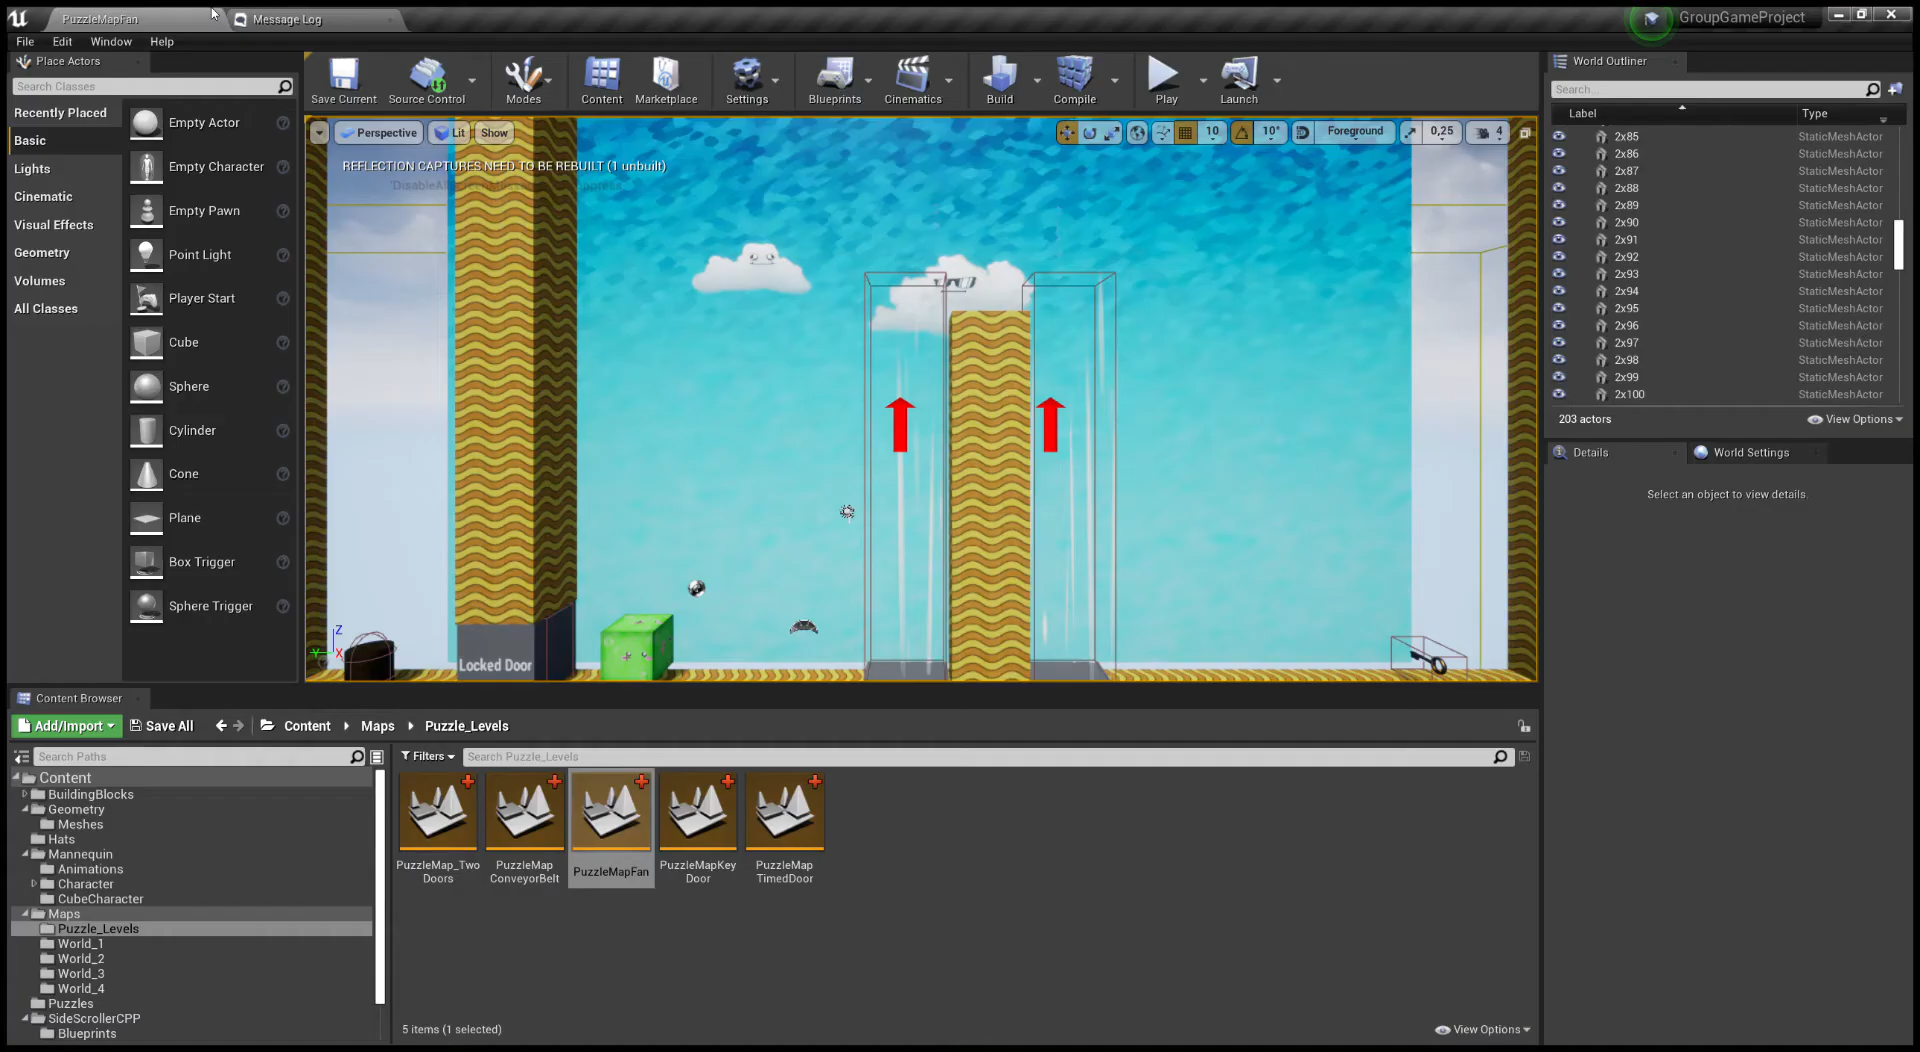 PuzzleMapFan
Message Log
GroupGameProject
File Edit Window Help
Place Actors
Search Classes
Recently Placed
Basic
Lights
Cinematic
Visual Effects
Geometry
Volumes
All Classes
Empty Actor
Empty Character
Empty Pawn
Point Light
Player Start
Cube
Sphere
Cylinder
Cone
Plane
Box Trigger
Sphere Trigger
Save Current
Source Control
Modes
Content
Marketplace
Settings
Blueprints
Cinematics
Build
Compile
Play
Launch
Perspective
Lit
Show
10
10°
Foreground
0,25
4
REFLECTION CAPTURES NEED TO BE REBUILT (1 unbuilt)
Locked Door
Z
Y
X
World Outliner
Search...
Label Type
2x85 StaticMeshActor
2x86 StaticMeshActor
2x87 StaticMeshActor
2x88 StaticMeshActor
2x89 StaticMeshActor
2x90 StaticMeshActor
2x91 StaticMeshActor
2x92 StaticMeshActor
2x93 StaticMeshActor
2x94 StaticMeshActor
2x95 StaticMeshActor
2x96 StaticMeshActor
2x97 StaticMeshActor
2x98 StaticMeshActor
2x99 StaticMeshActor
2x100 StaticMeshActor
203 actors
View Options
Details
World Settings
Select an object to view details.
Content Browser
Add/Import
Save All
Content
Maps
Puzzle_Levels
Search Paths
Filters
Search Puzzle_Levels
Content
BuildingBlocks
Geometry
Meshes
Hats
Mannequin
Animations
Character
CubeCharacter
Maps
Puzzle_Levels
World_1
World_2
World_3
World_4
Puzzles
SideScrollerCPP
Blueprints
PuzzleMap_Two
Doors
PuzzleMap
ConveyorBelt
PuzzleMapFan
PuzzleMapKey
Door
PuzzleMap
TimedDoor
5 items (1 selected)
View Options